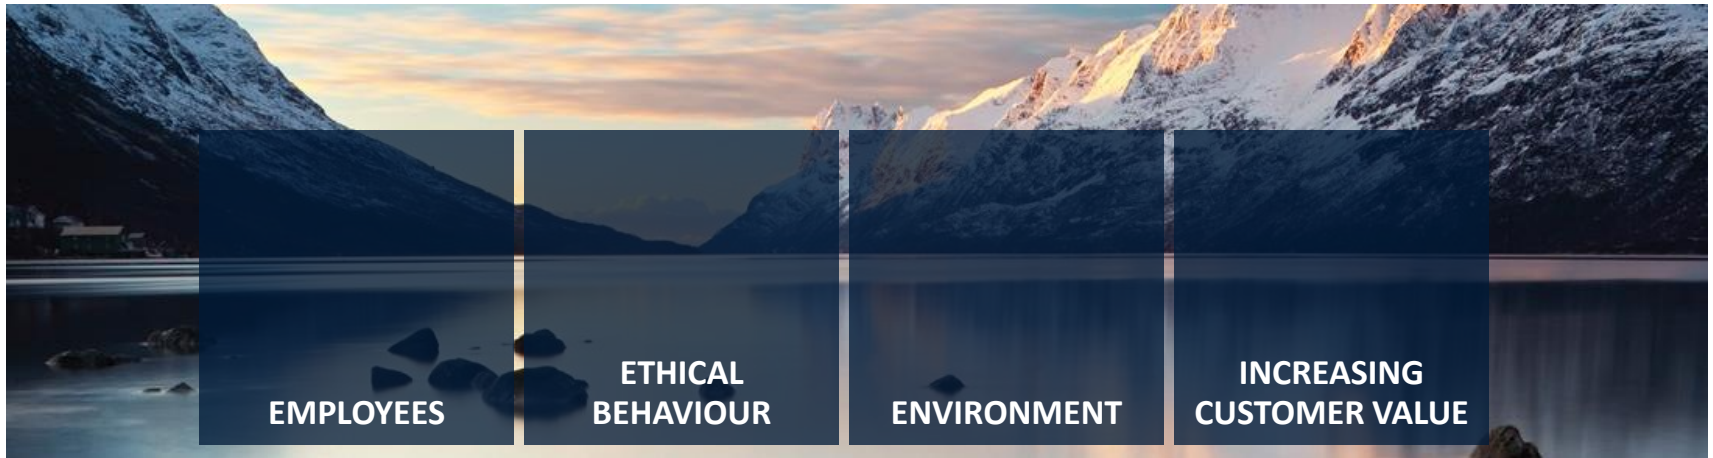 EMPLOYEES
ETHICAL
BEHAVIOUR
ENVIRONMENT
INCREASING
CUSTOMER VALUE